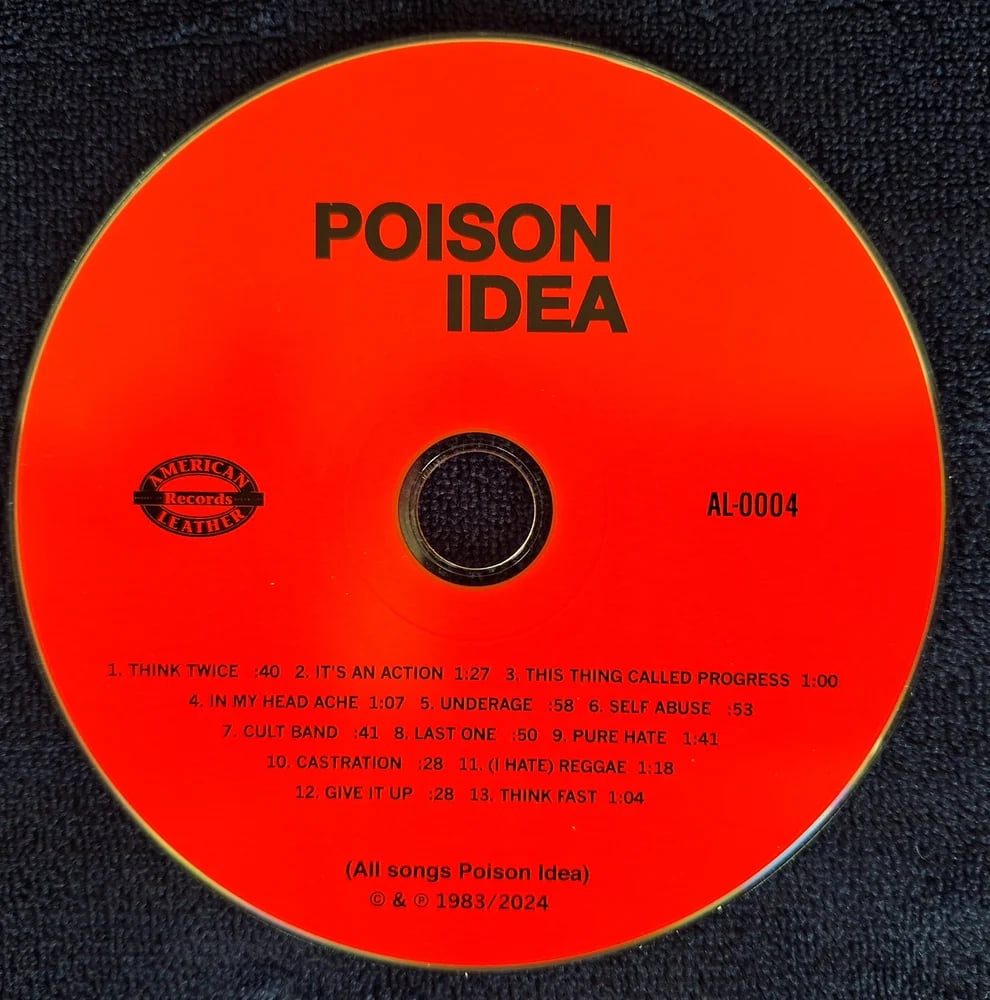 POISON
IDEA
AMERICAN
Records
LEATHER
AL-0004
1. THINK TWICE :40 2. IT'S AN ACTION 1:27 3. THIS THING CALLED PROGRESS 1:00
4. IN MY HEAD ACHE 1:07 5. UNDERAGE :58 6. SELF ABUSE :53
7. CULT BAND :41 8. LAST ONE :50 9. PURE HATE 1:41
10. CASTRATION :28 11. (I HATE) REGGAE 1:18
12. GIVE IT UP :28 13. THINK FAST 1:04
(All songs Poison Idea)
© & ℗ 1983/2024